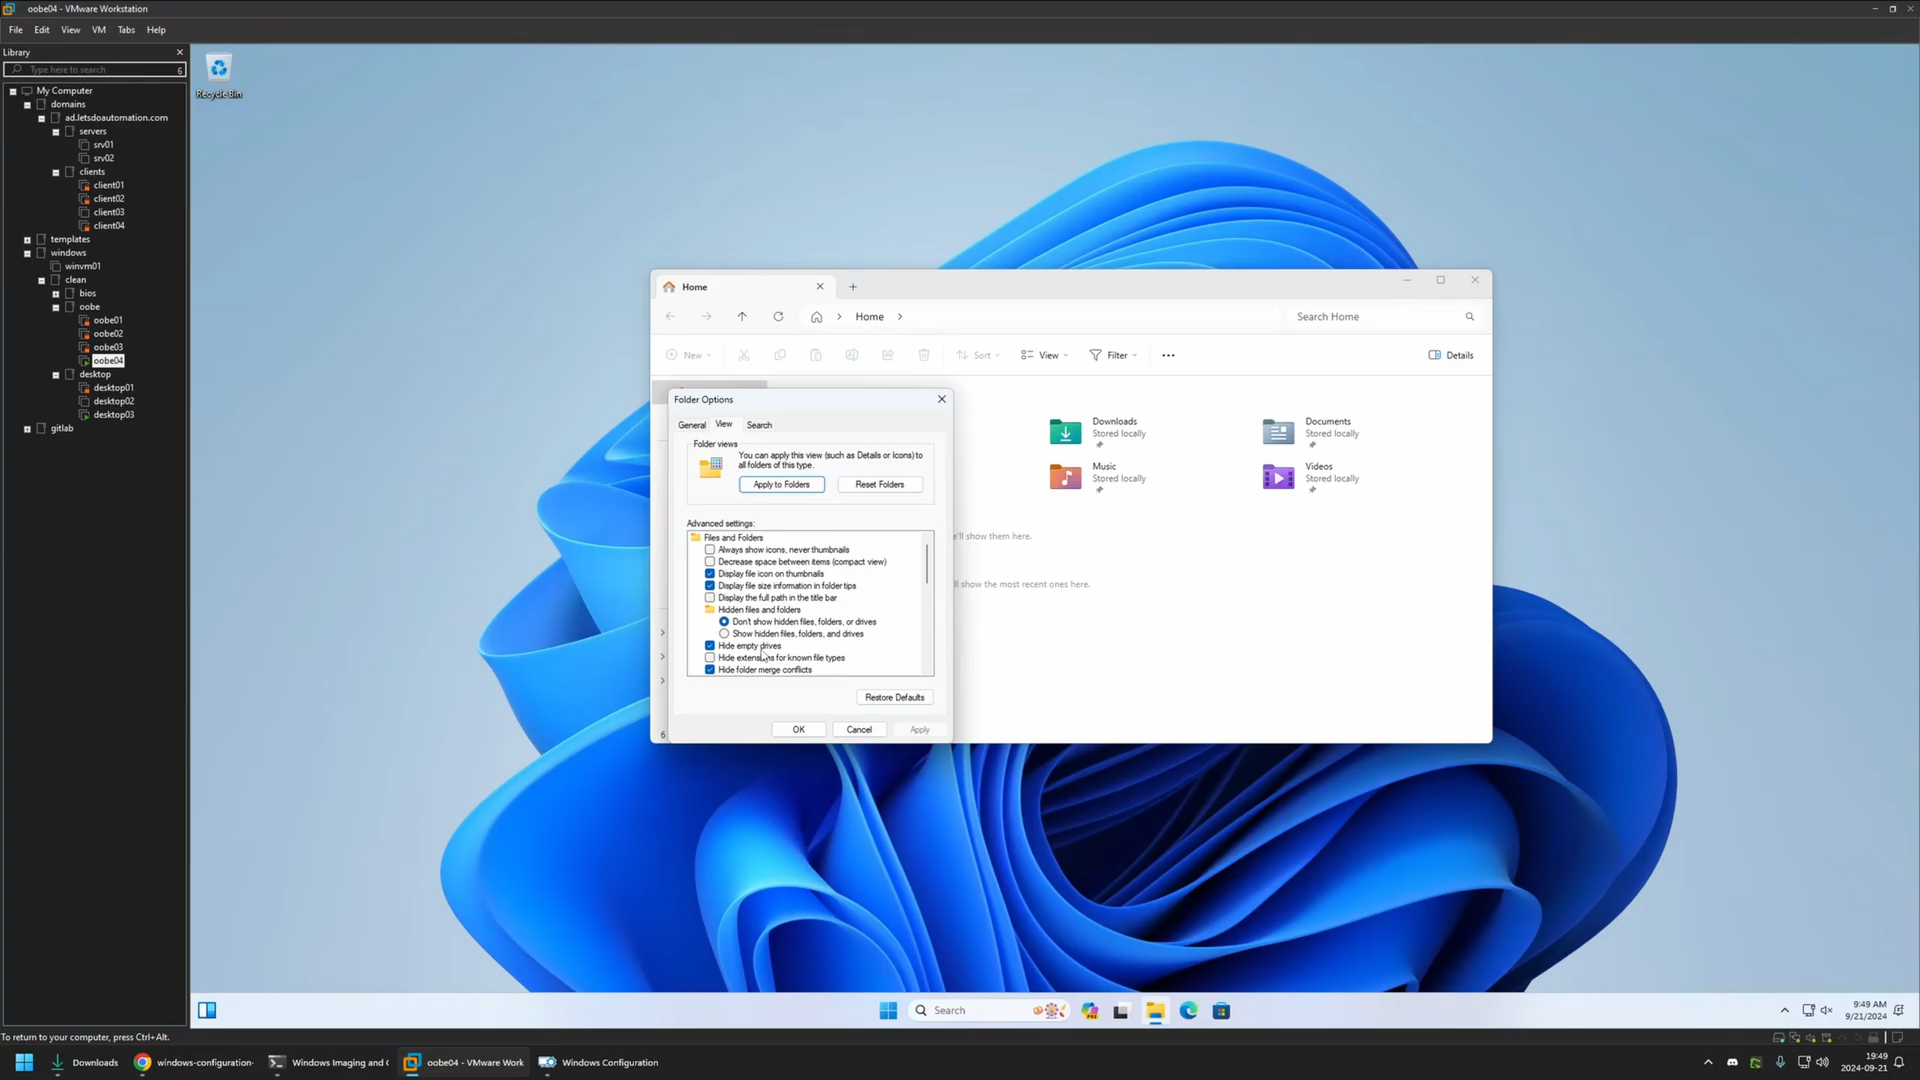 oobe04 - VMware Workstation
File Edit View VM Tabs Help
Library
Type here to search
6
My Computer
domains
ad.letsdoautomation.com
servers
srv01
srv02
clients
client01
client02
client03
client04
templates
windows
winvm01
clean
bios
oobe
oobe01
oobe02
oobe03
oobe04
desktop
desktop01
desktop02
desktop03
gitlab
Recycle Bin
Home
Home
Search Home
New
Sort
View
Filter
Details
Downloads
Stored locally
Documents
Stored locally
Music
Stored locally
Videos
Stored locally
e'll show them here.
ll show the most recent ones here.
6
Folder Options
General View Search
Folder views
You can apply this view (such as Details or Icons) to
all folders of this type.
Apply to Folders
Reset Folders
Advanced settings:
Files and Folders
Always show icons, never thumbnails
Decrease space between items (compact view)
Display file icon on thumbnails
Display file size information in folder tips
Display the full path in the title bar
Hidden files and folders
Don't show hidden files, folders, or drives
Show hidden files, folders, and drives
Hide empty drives
Hide extensions for known file types
Hide folder merge conflicts
Restore Defaults
OK
Cancel
Apply
Search
9:49 AM
9/21/2024
To return to your computer, press Ctrl+Alt.
Downloads
windows-configuration-
Windows Imaging and C
oobe04 - VMware Work
Windows Configuration
19:49
2024-09-21